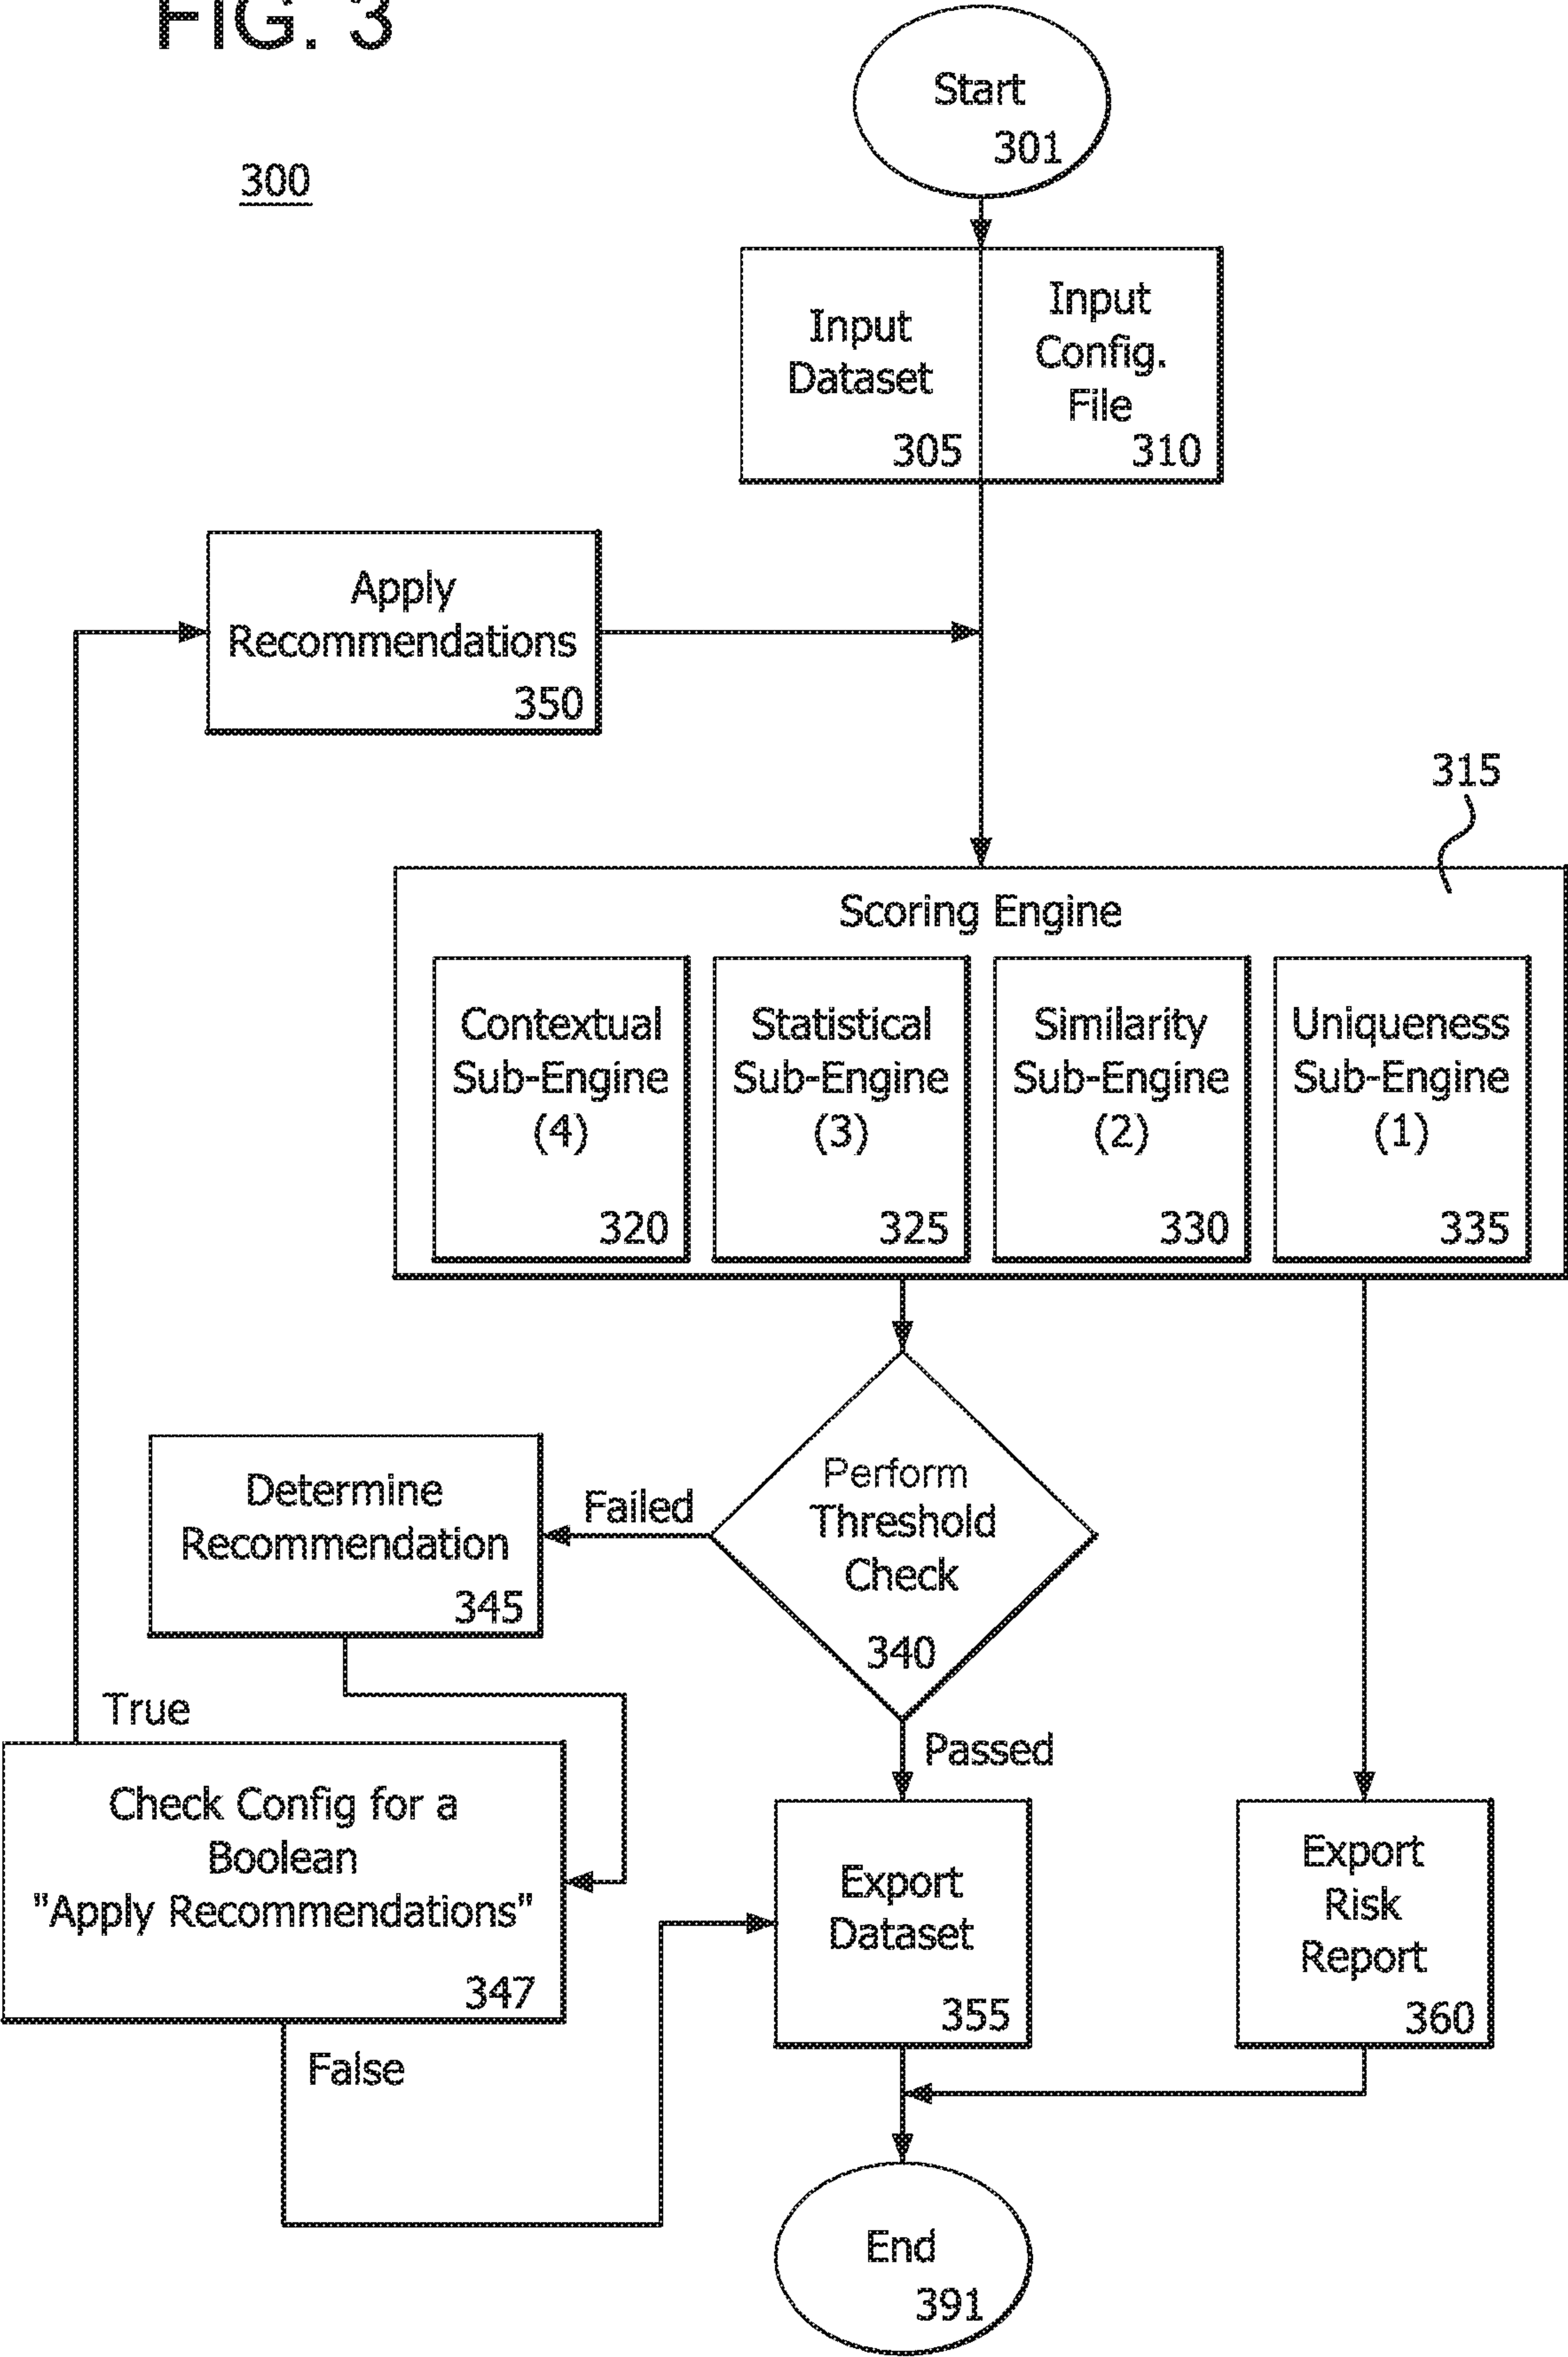 FIG. 3
300
Start
301
Input
Dataset
305
Input
Config.
File
310
Apply
Recommendations
350
315
Scoring Engine
Contextual
Sub-Engine
(4)
320
Statistical
Sub-Engine
(3)
325
Similarity
Sub-Engine
(2)
330
Uniqueness
Sub-Engine
(1)
335
Perform
Threshold
Check
340
Failed
Determine
Recommendation
345
True
Check Config for a
Boolean
"Apply Recommendations"
347
False
Passed
Export
Dataset
355
Export
Risk
Report
360
End
391